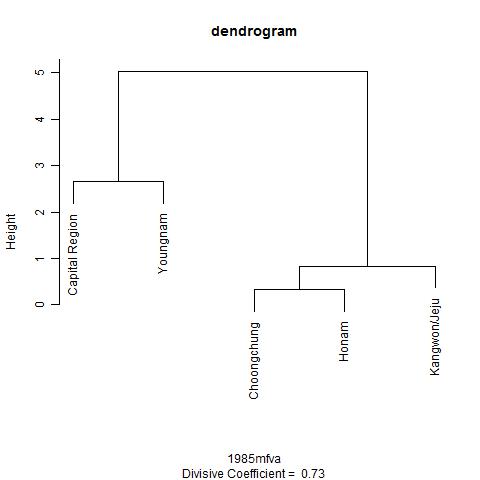 dendrogram
Height
5
4
3
2
1
0
Capital Region
Youngnam
Choongchung
Honam
Kangwon/Jeju
1985mfva
Divisive Coefficient = 0.73